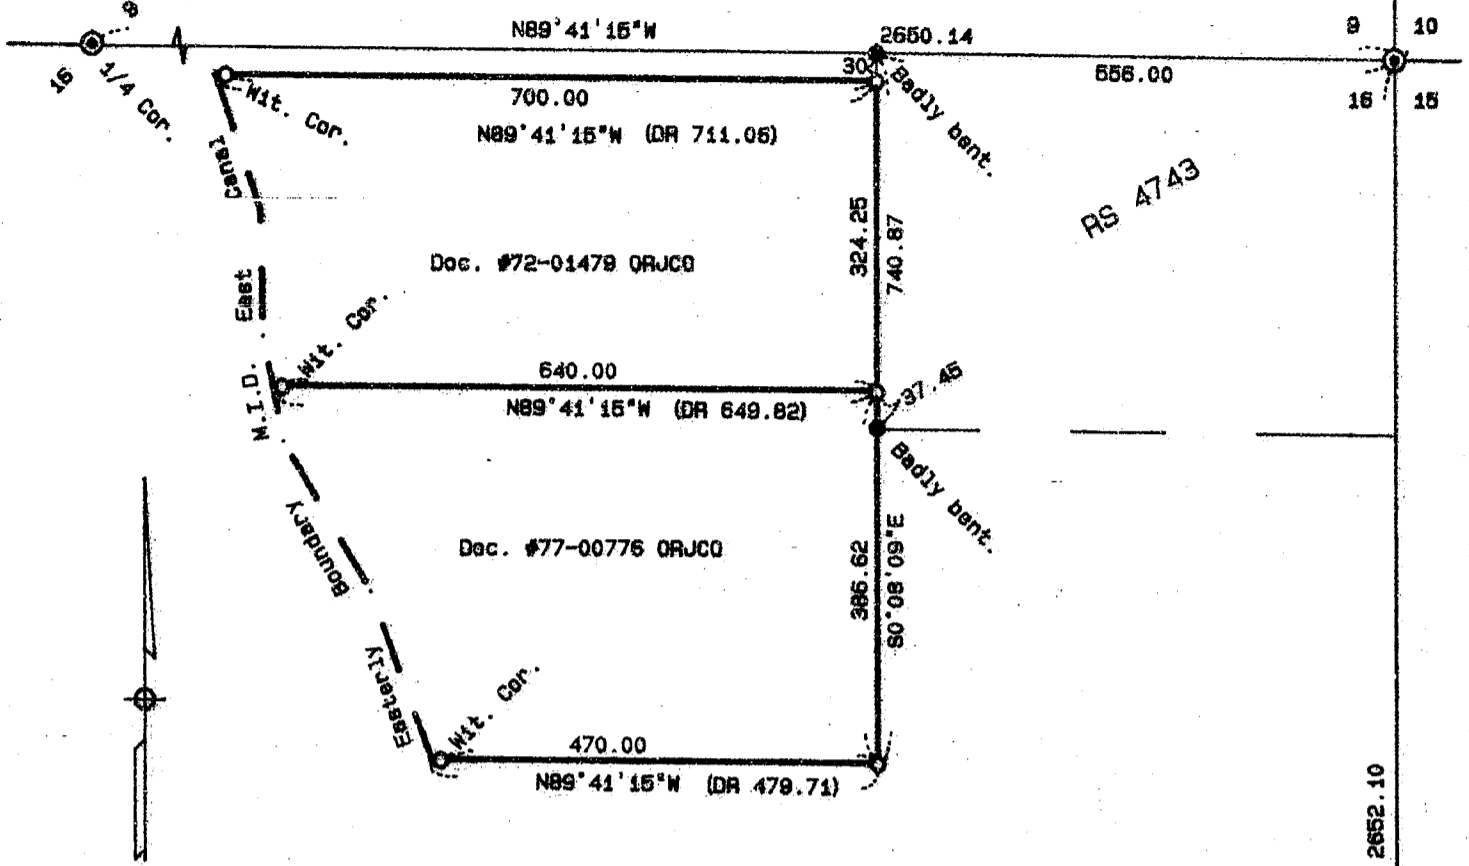 8
16
1/4 Cor.
N89°41'15"W
2650.14
9 10
16 15
556.00
30
Badly bent.
Wit. Cor.
700.00
N89°41'15"W (DR 711.05)
RS 4743
Canal
324.25
740.87
Doc. #72-01479 ORJCO
East
Wit. Cor.
640.00
N89°41'15"W (DR 649.82)
37.45
M.I.D.
Badly bent.
Boundary
Doc. #77-00776 ORJCO
386.62
S0°08'09"E
Easterly
Wit. Cor.
470.00
N89°41'15"W (DR 479.71)
2652.10